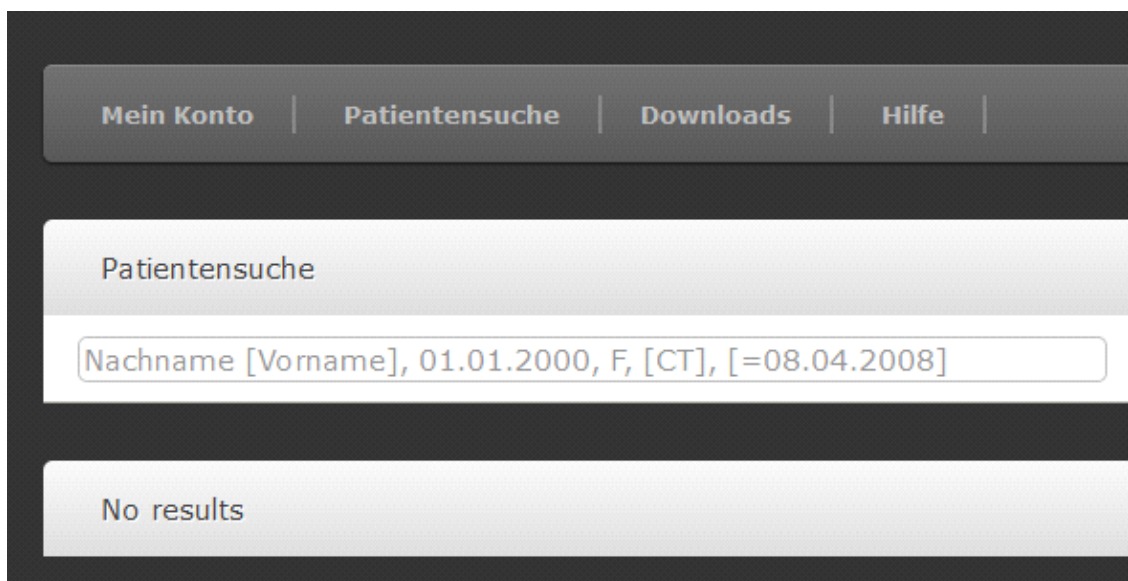 Mein Konto | Patientensuche | Downloads | Hilfe |
Patientensuche
Nachname [Vorname], 01.01.2000, F, [CT], [=08.04.2008]
No results